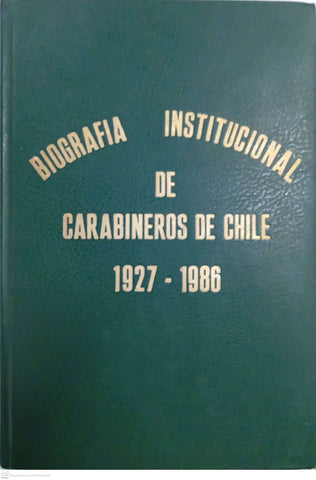 BIOGRAFIA INSTITUCIONAL
DE
CARABINEROS DE CHILE
1927 - 1986